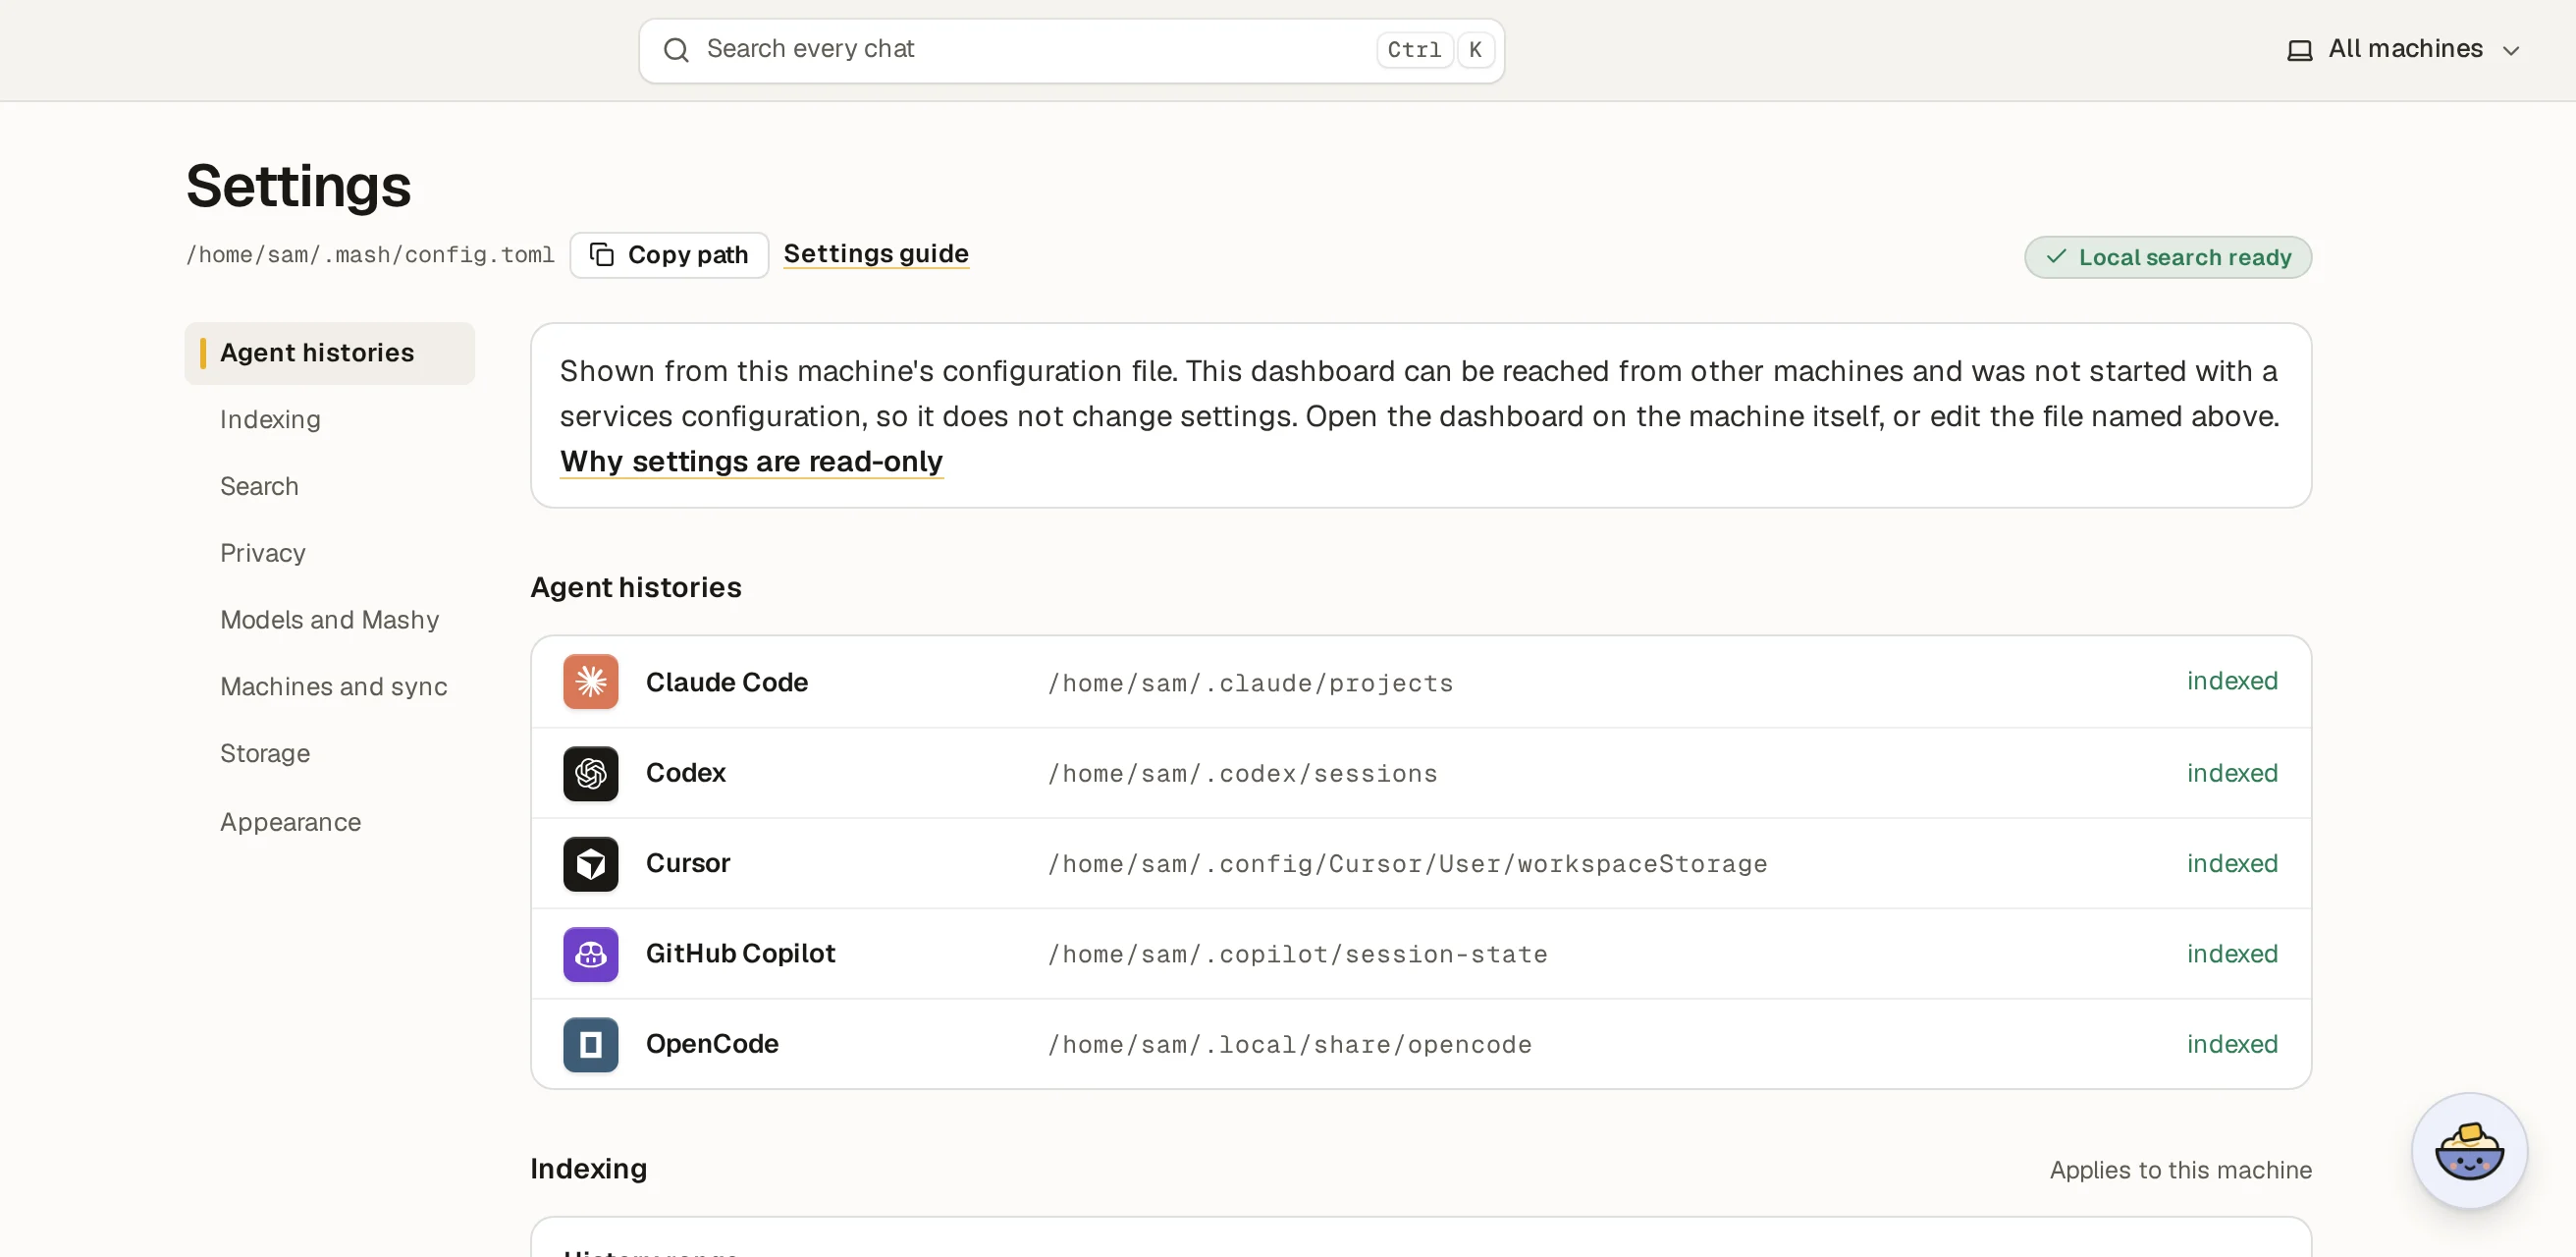 Search every chat
Ctrl K
All machines
Settings
/home/sam/.mash/config.toml
Copy path
Settings guide
Local search ready
Agent histories
Indexing
Search
Privacy
Models and Mashy
Machines and sync
Storage
Appearance
Shown from this machine's configuration file. This dashboard can be reached from other machines and was not started with a
services configuration, so it does not change settings. Open the dashboard on the machine itself, or edit the file named above.
Why settings are read-only
Agent histories
Claude Code /home/sam/.claude/projects indexed
Codex /home/sam/.codex/sessions indexed
Cursor /home/sam/.config/Cursor/User/workspaceStorage indexed
GitHub Copilot /home/sam/.copilot/session-state indexed
OpenCode /home/sam/.local/share/opencode indexed
Indexing
Applies to this machine